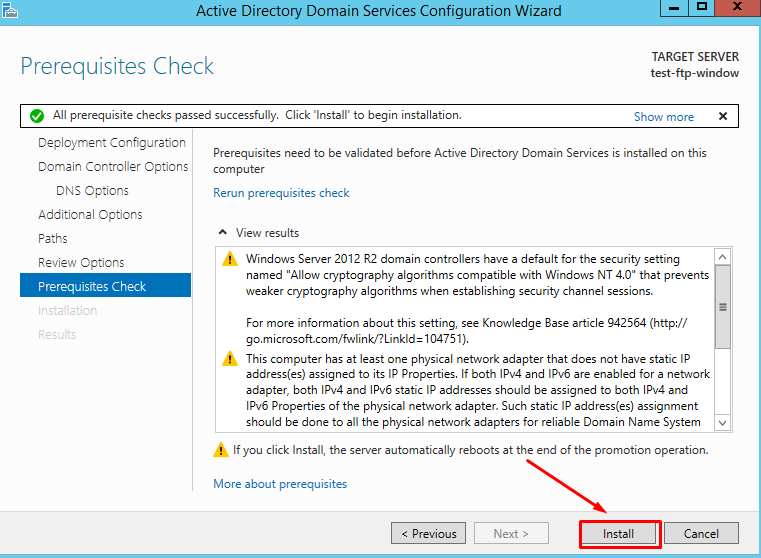 Active Directory Domain Services Configuration Wizard
Prerequisites Check
TARGET SERVER
test-ftp-window
All prerequisite checks passed successfully.  Click 'Install' to begin installation.
Show more
Deployment Configuration
Domain Controller Options
DNS Options
Additional Options
Paths
Review Options
Prerequisites Check
Installation
Results
Prerequisites need to be validated before Active Directory Domain Services is installed on this
computer
Rerun prerequisites check
View results
Windows Server 2012 R2 domain controllers have a default for the security setting
named "Allow cryptography algorithms compatible with Windows NT 4.0" that prevents
weaker cryptography algorithms when establishing security channel sessions.
For more information about this setting, see Knowledge Base article 942564 (http://
go.microsoft.com/fwlink/?LinkId=104751).
This computer has at least one physical network adapter that does not have static IP
address(es) assigned to its IP Properties. If both IPv4 and IPv6 are enabled for a network
adapter, both IPv4 and IPv6 static IP addresses should be assigned to both IPv4 and
IPv6 Properties of the physical network adapter. Such static IP address(es) assignment
should be done to all the physical network adapters for reliable Domain Name System
If you click Install, the server automatically reboots at the end of the promotion operation.
More about prerequisites
< Previous
Next >
Install
Cancel